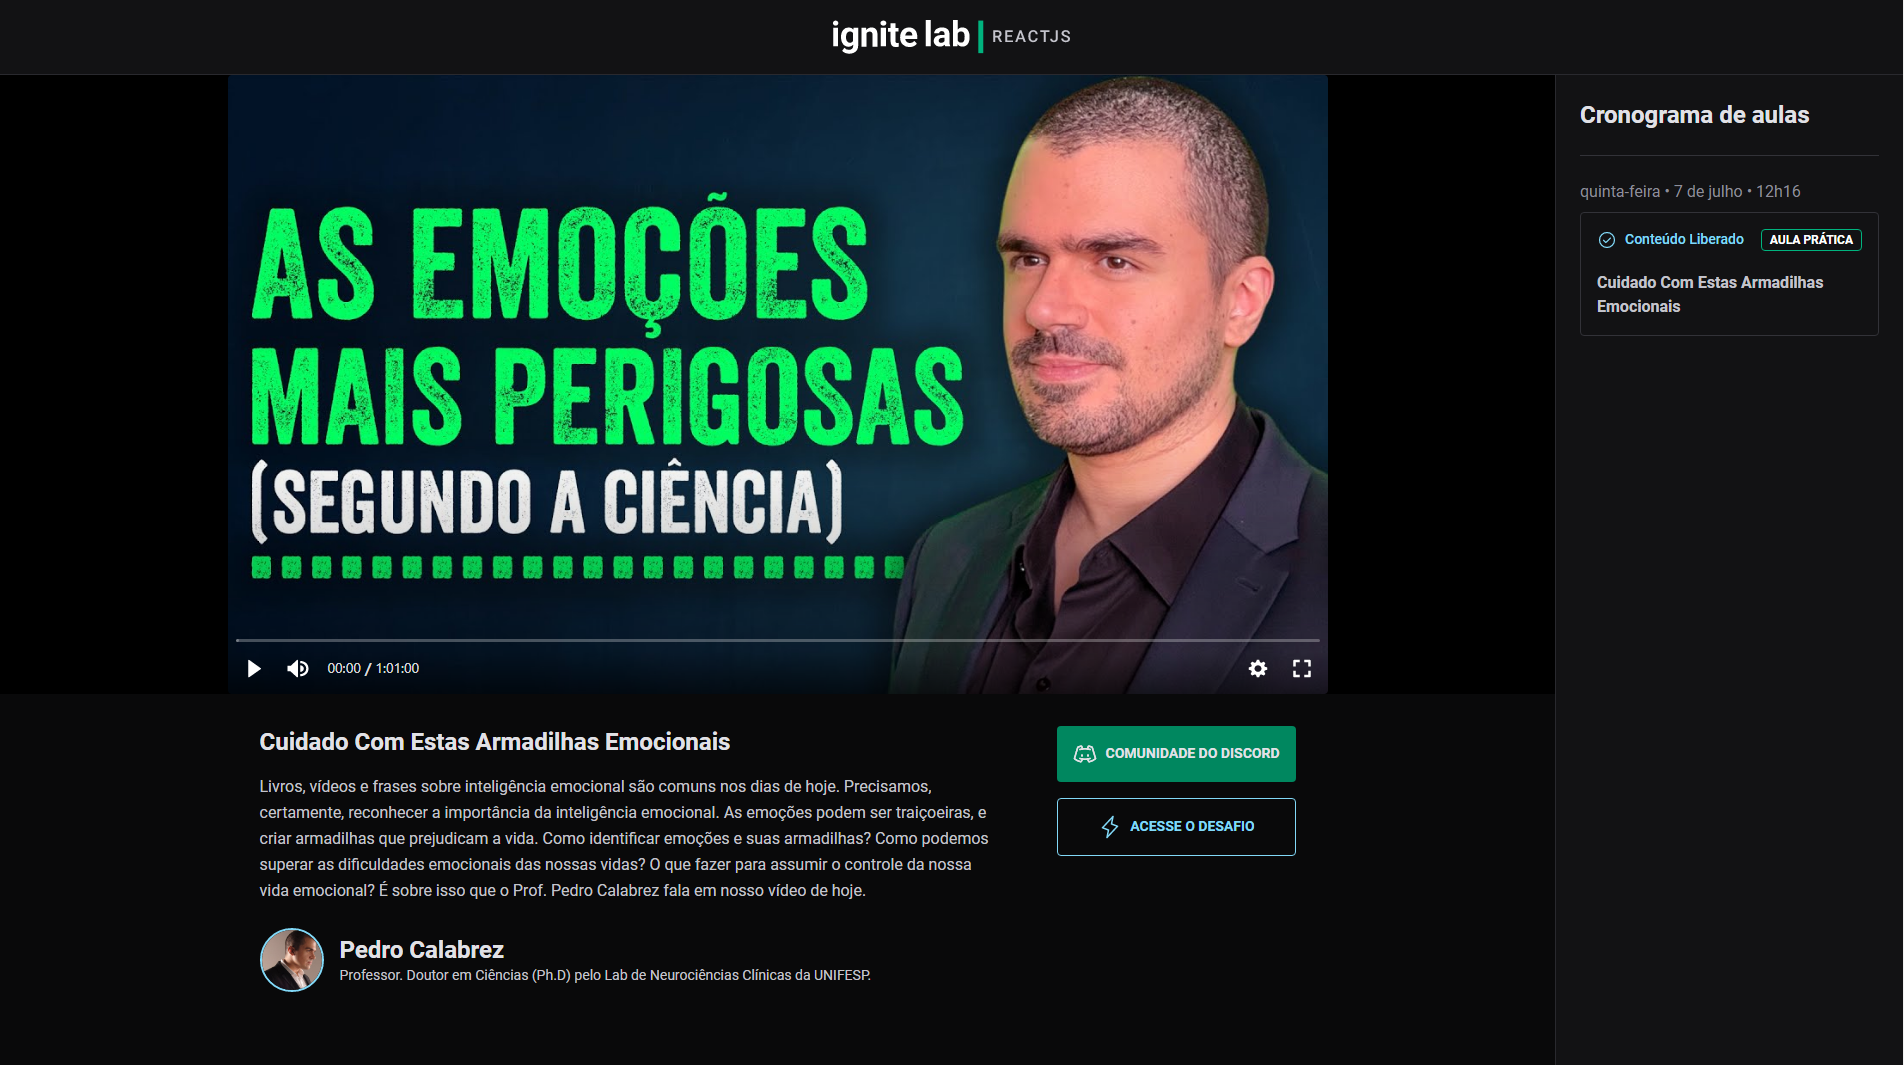 ignite lab | REACTJS
AS EMOÇÕES
MAIS PERIGOSAS
(SEGUNDO A CIÊNCIA)
00:00 / 1:01:00
Cuidado Com Estas Armadilhas Emocionais
Livros, vídeos e frases sobre inteligência emocional são comuns nos dias de hoje. Precisamos,
certamente, reconhecer a importância da inteligência emocional. As emoções podem ser traiçoeiras, e
criar armadilhas que prejudicam a vida. Como identificar emoções e suas armadilhas? Como podemos
superar as dificuldades emocionais das nossas vidas? O que fazer para assumir o controle da nossa
vida emocional? É sobre isso que o Prof. Pedro Calabrez fala em nosso vídeo de hoje.
Pedro Calabrez
Professor. Doutor em Ciências (Ph.D) pelo Lab de Neurociências Clínicas da UNIFESP.
COMUNIDADE DO DISCORD
ACESSE O DESAFIO
Cronograma de aulas
quinta-feira • 7 de julho • 12h16
Conteúdo Liberado AULA PRÁTICA
Cuidado Com Estas Armadilhas
Emocionais